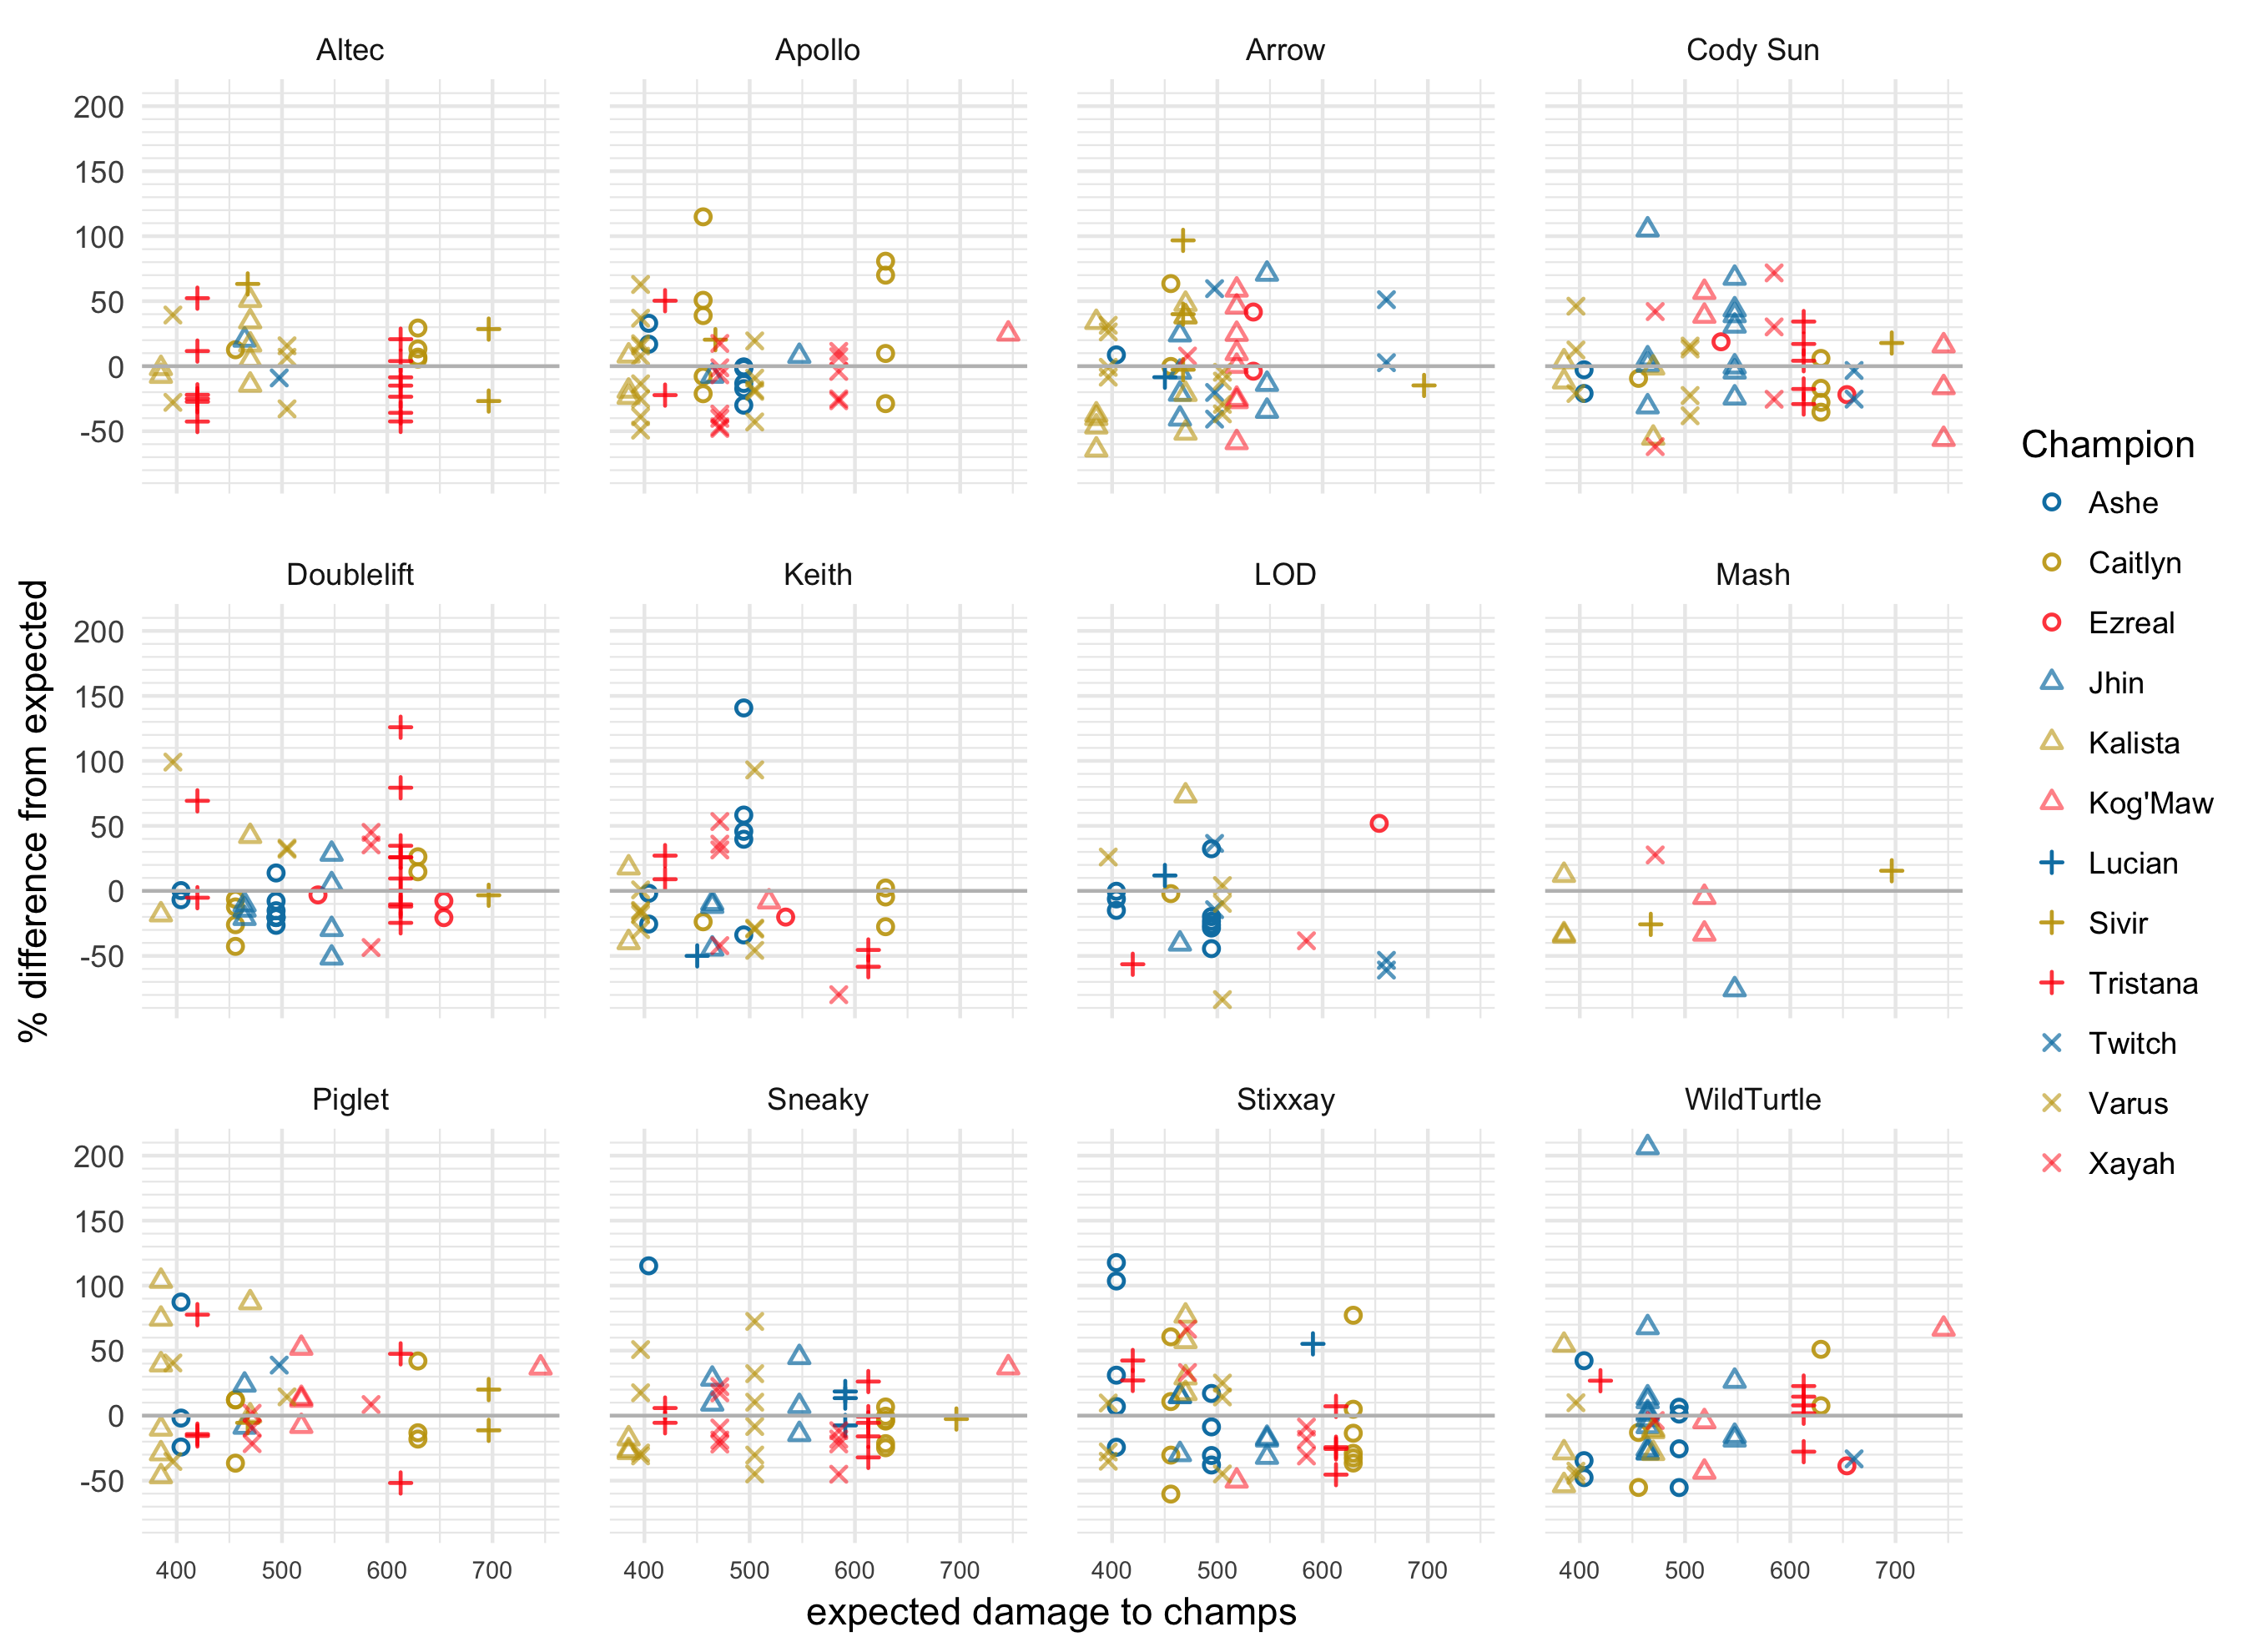 Altec Apollo Arrow Cody Sun
200
150
100
50
0
-50
Doublelift Keith LOD Mash
200
150
100
50
0
-50
Piglet Sneaky Stixxay WildTurtle
200
150
100
50
0
-50
400 500 600 700 400 500 600 700 400 500 600 700 400 500 600 700
expected damage to champs
% difference from expected
Champion
Ashe
Caitlyn
Ezreal
Jhin
Kalista
Kog'Maw
Lucian
Sivir
Tristana
Twitch
Varus
Xayah